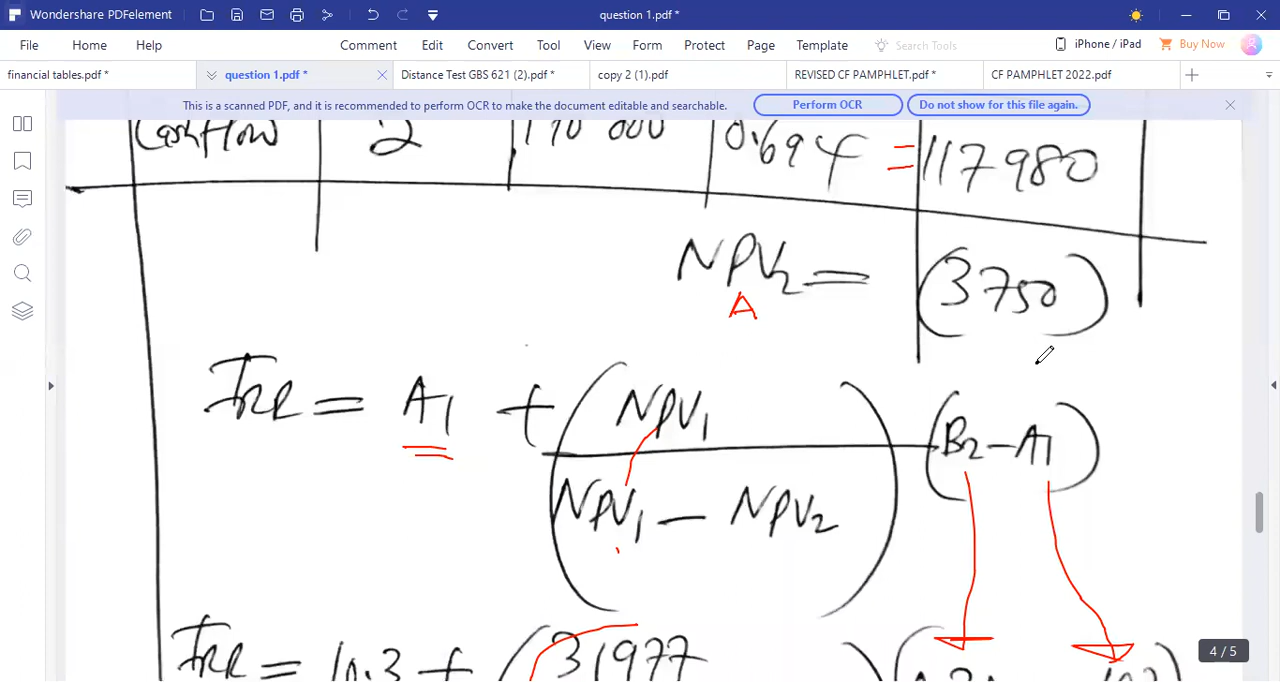 Wondershare PDFelement
question 1.pdf *
File Home Help Comment Edit Convert Tool View Form Protect Page Template Search Tools iPhone / iPad Buy Now
financial tables.pdf * question 1.pdf * Distance Test GBS 621 (2).pdf * copy 2 (1).pdf REVISED CF PAMPHLET.pdf * CF PAMPHLET 2022.pdf
This is a scanned PDF, and it is recommended to perform OCR to make the document editable and searchable. Perform OCR Do not show for this file again.
Cashflow 2 170 000 0.694 = 117980
NPV2 = (3750)
A
IRR = A1 + (NPV1 (B2 - A1)
NPV1 - NPV2)
IRR = 10.3 + (31977
4 / 5